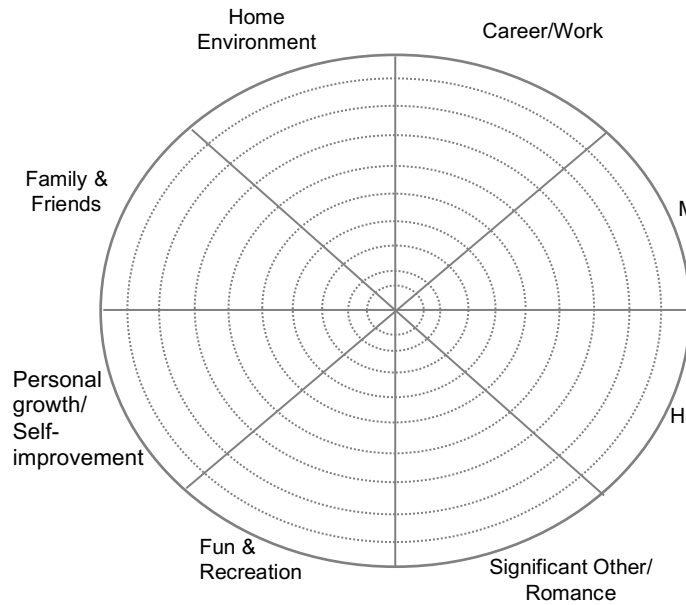 Home
Environment
Career/Work
Family &
Friends
M
Personal
growth/
Self-
improvement
H
Fun &
Recreation
Significant Other/
Romance